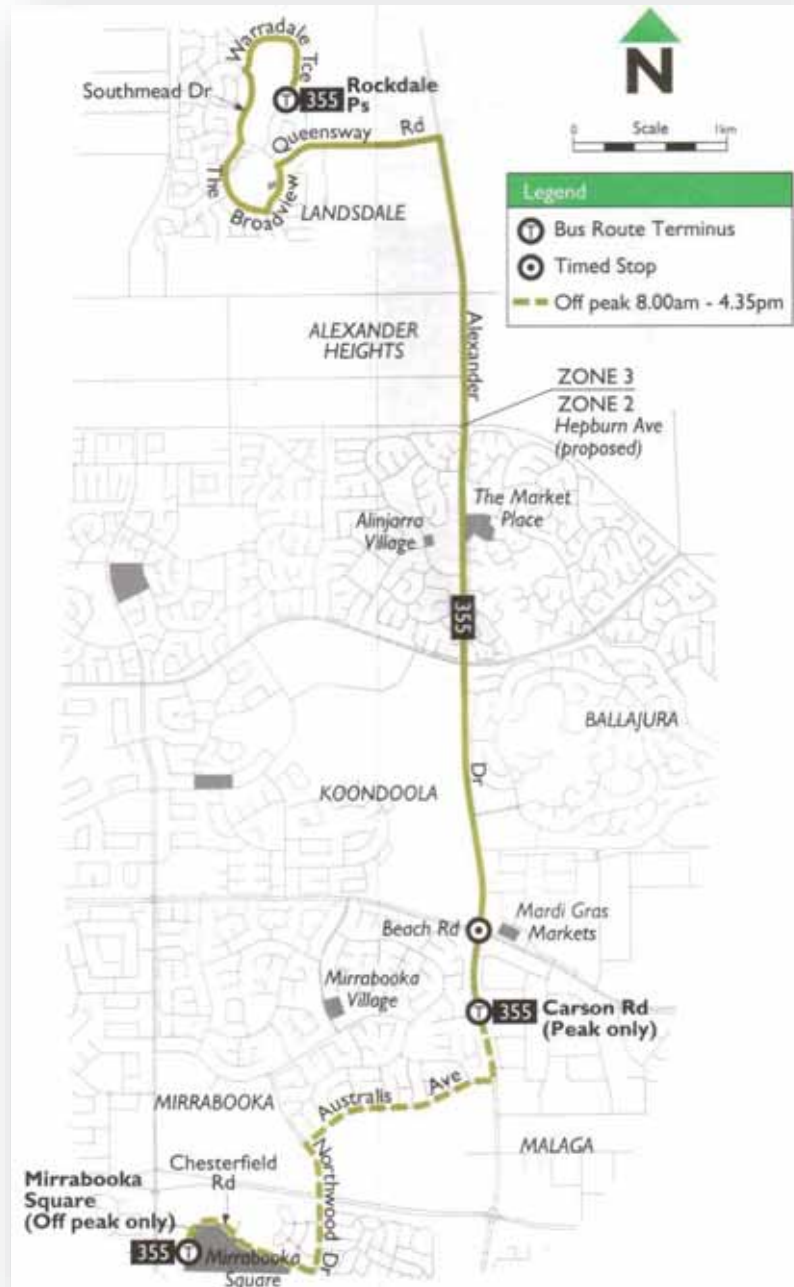 Warradale Tce
Southmead Dr
355 Rockdale
Ps
Queensway Rd
The Broadview
LANDSDALE
N
0 Scale 1km
Legend
T Bus Route Terminus
Timed Stop
Off peak 8.00am - 4.35pm
ALEXANDER
HEIGHTS
Alexander
ZONE 3
ZONE 2
Hepburn Ave
(proposed)
The Market
Place
Alinjarra
Village
355
BALLAJURA
Dr
KOONDOOLA
Beach Rd
Mardi Gras
Markets
Mirrabooka
Village
T 355 Carson Rd
(Peak only)
Australis Ave
MIRRABOOKA
MALAGA
Northwood Dr
Chesterfield
Rd
Mirrabooka
Square
(Off peak only)
355 T
Mirrabooka
Square